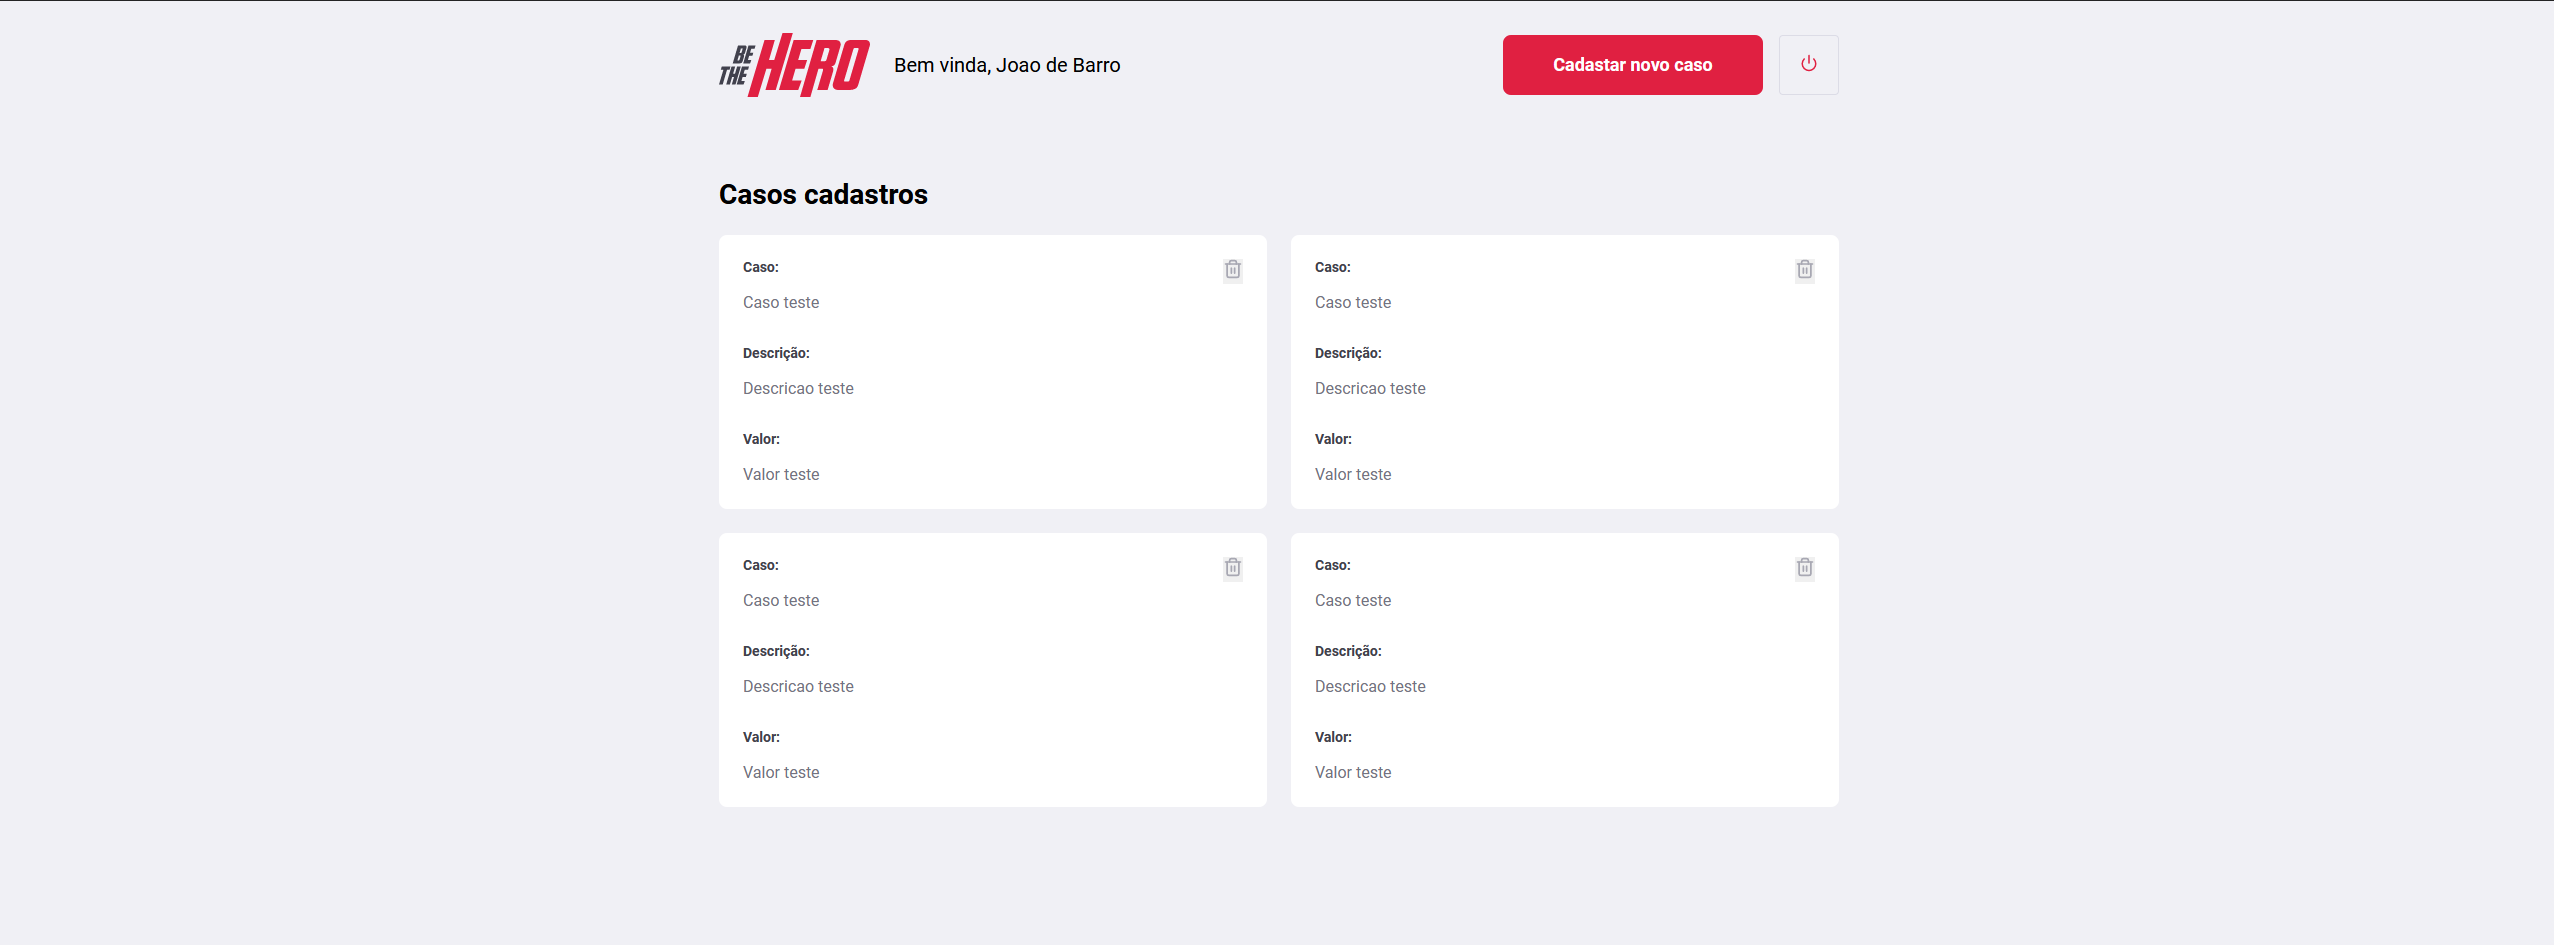 BE THE HERO
Bem vinda, Joao de Barro
Cadastar novo caso
Casos cadastros
Caso:
Caso teste
Descrição:
Descricao teste
Valor:
Valor teste
Caso:
Caso teste
Descrição:
Descricao teste
Valor:
Valor teste
Caso:
Caso teste
Descrição:
Descricao teste
Valor:
Valor teste
Caso:
Caso teste
Descrição:
Descricao teste
Valor:
Valor teste